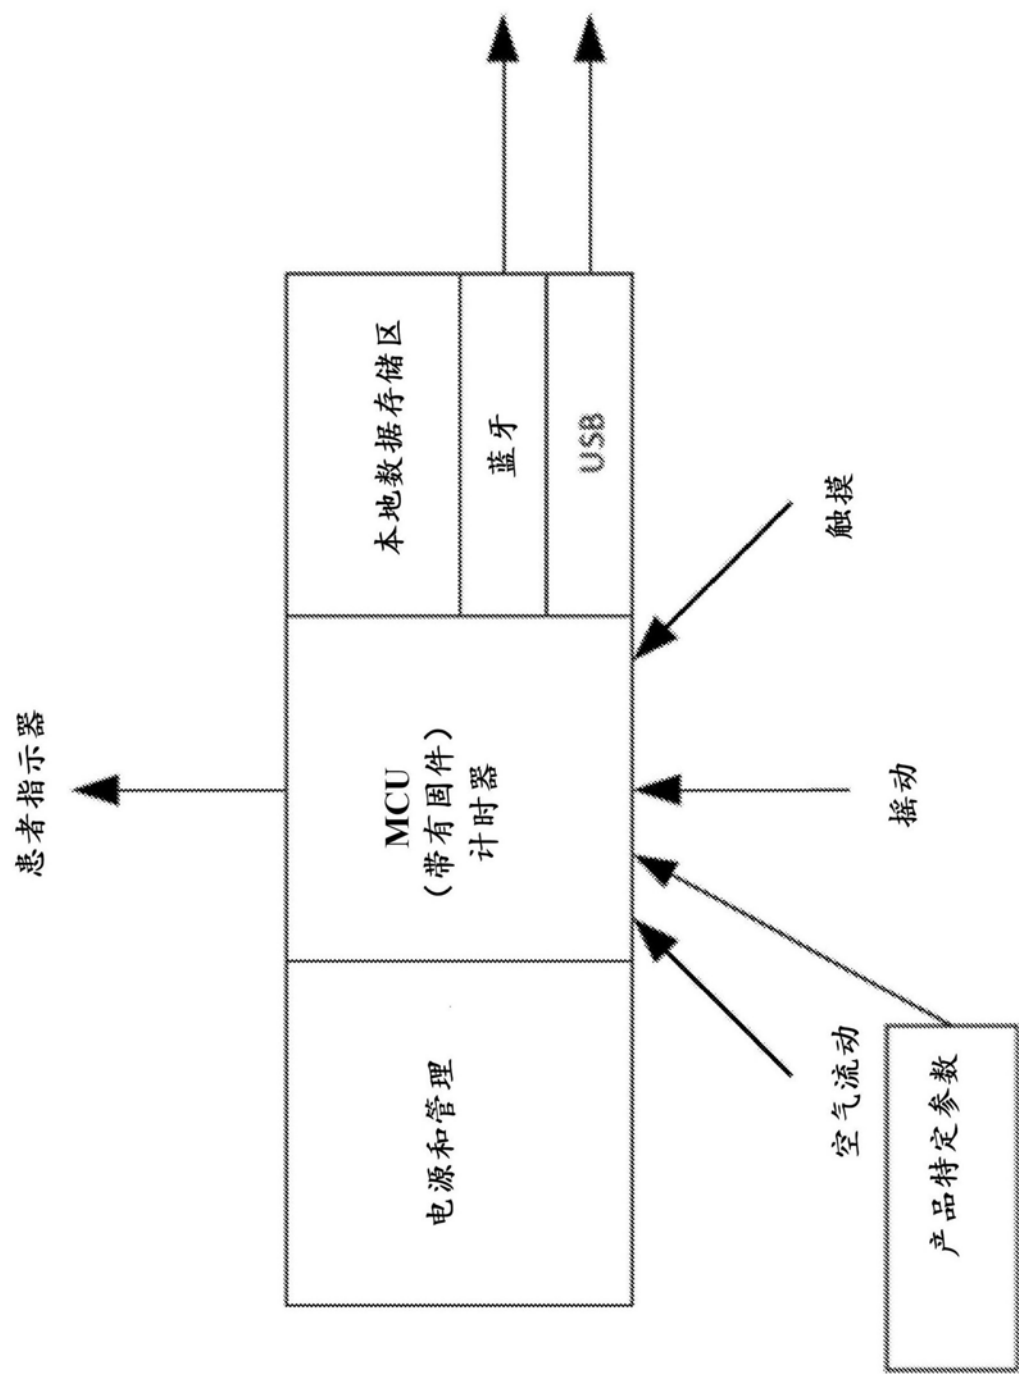 患者指示器
电源和管理
MCU
（带有固件）
计时器
本地数据存储区
蓝牙
USB
空气流动
摇动
触摸
产品特定参数